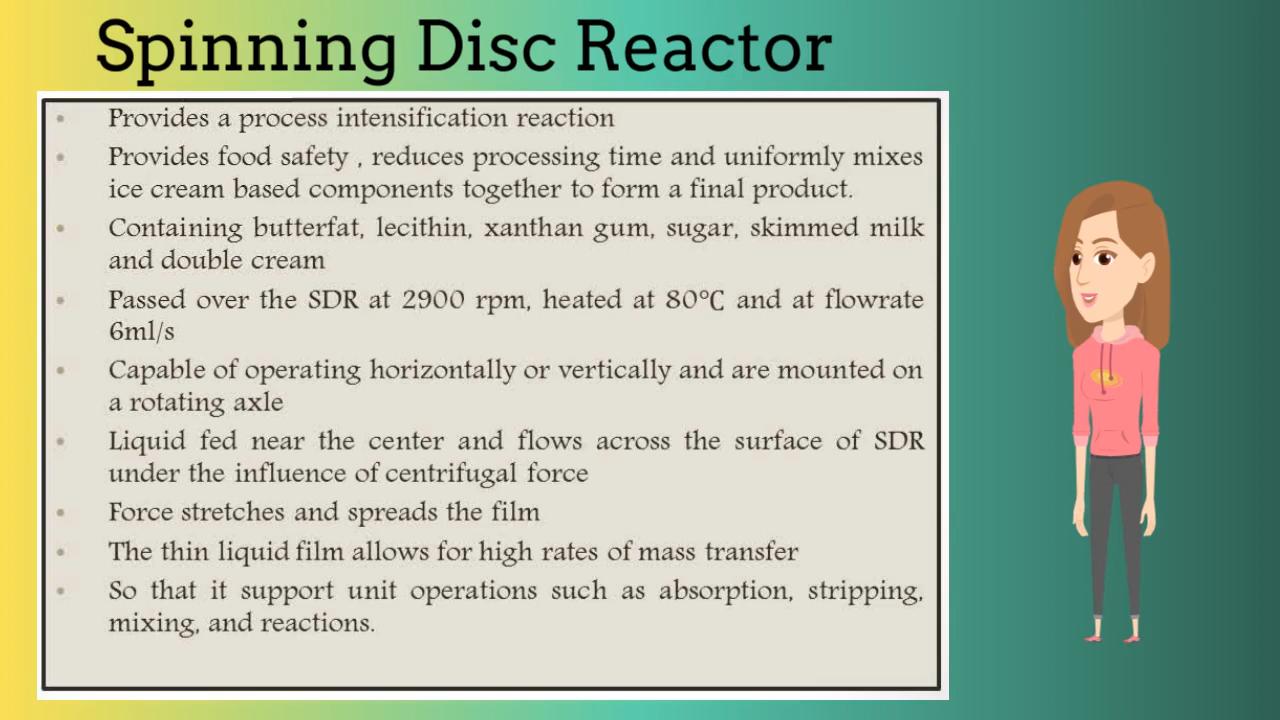 Spinning Disc Reactor
• Provides a process intensification reaction
• Provides food safety , reduces processing time and uniformly mixes
ice cream based components together to form a final product.
• Containing butterfat, lecithin, xanthan gum, sugar, skimmed milk
and double cream
• Passed over the SDR at 2900 rpm, heated at 80℃ and at flowrate
6ml/s
• Capable of operating horizontally or vertically and are mounted on
a rotating axle
• Liquid fed near the center and flows across the surface of SDR
under the influence of centrifugal force
• Force stretches and spreads the film
• The thin liquid film allows for high rates of mass transfer
• So that it support unit operations such as absorption, stripping,
mixing, and reactions.